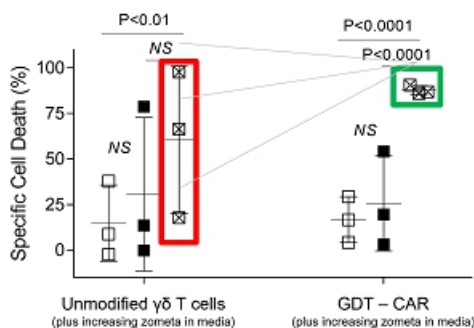 P<0.01
NS
P<0.0001
P<0.0001
NS
NS
Specific Cell Death (%)
100
75
50
25
0
Unmodified γδ T cells
(plus increasing zometa in media)
GDT – CAR
(plus increasing zometa in media)